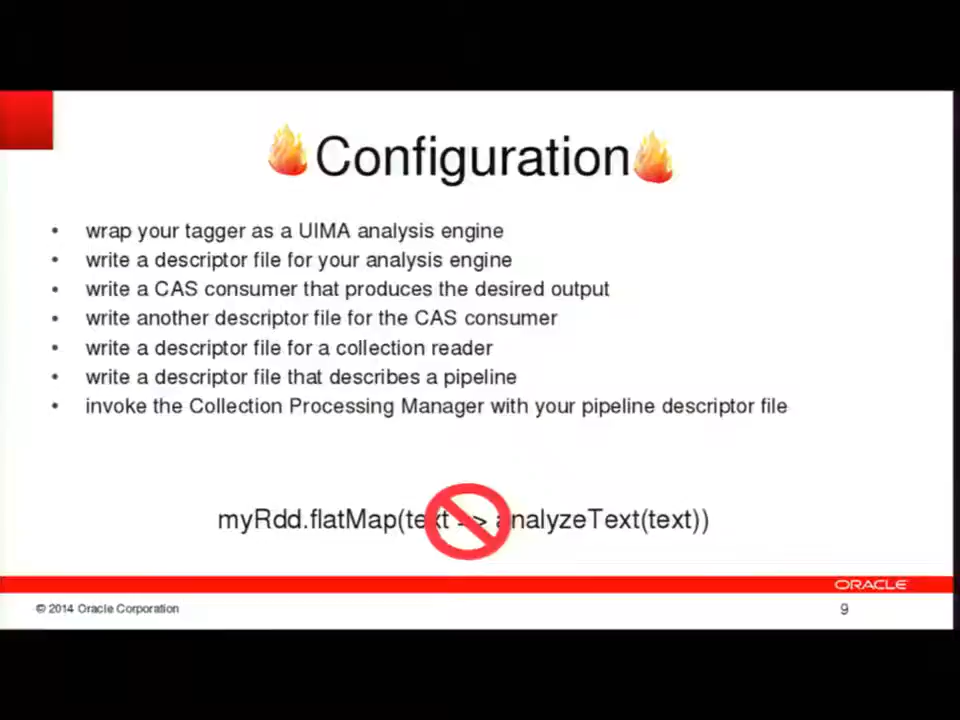 Configuration
• wrap your tagger as a UIMA analysis engine
• write a descriptor file for your analysis engine
• write a CAS consumer that produces the desired output
• write another descriptor file for the CAS consumer
• write a descriptor file for a collection reader
• write a descriptor file that describes a pipeline
• invoke the Collection Processing Manager with your pipeline descriptor file
myRdd.flatMap(text => analyzeText(text))
ORACLE
© 2014 Oracle Corporation
9